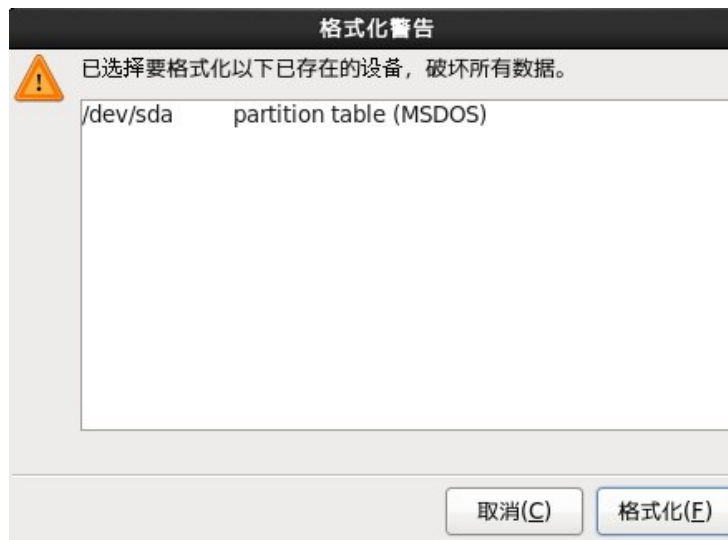 格式化警告
已选择要格式化以下已存在的设备，破坏所有数据。
/dev/sda partition table (MSDOS)
取消(C) 格式化(F)